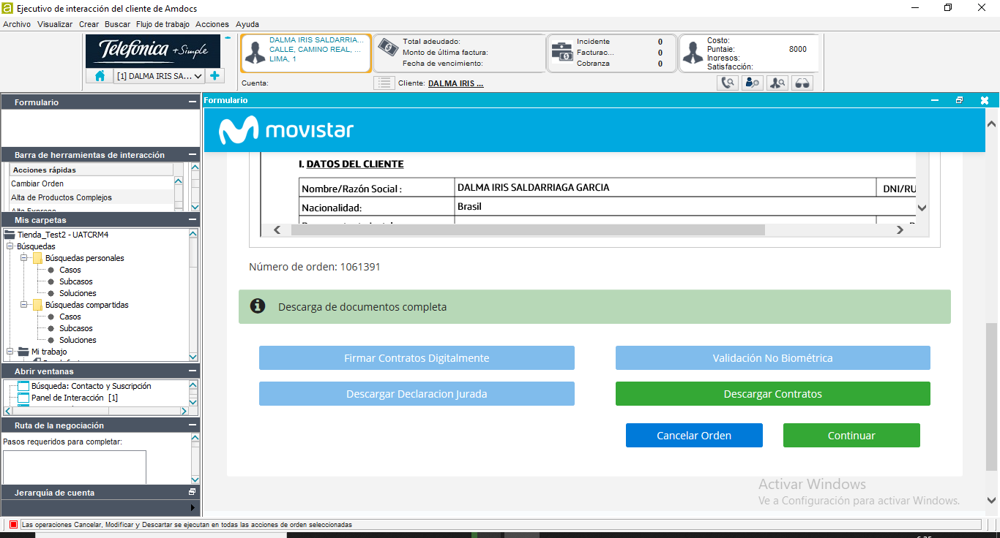 Ejecutivo de interacción del cliente de Amdocs
Archivo Visualizar Crear Buscar Flujo de trabajo Acciones Ayuda
Telefónica +Simple
[1] DALMA IRIS SA...
DALMA IRIS SALDARRIA...
CALLE, CAMINO REAL, ...
LIMA, 1
Cuenta:
Total adeudado:
Monto de última factura:
Fecha de vencimiento:
Cliente: DALMA IRIS ...
Incidente 0
Facturac... 0
Cobranza 0
Costo:
Puntaie: 8000
Inoresos:
Satisfacción:
Formulario
Barra de herramientas de interacción
Acciones rápidas
Cambiar Orden
Alta de Productos Complejos
Alta Express
Mis carpetas
Tienda_Test2 - UATCRM4
Búsquedas
Búsquedas personales
Casos
Subcasos
Soluciones
Búsquedas compartidas
Casos
Subcasos
Soluciones
Mi trabajo
Abrir ventanas
Búsqueda: Contacto y Suscripción
Panel de Interacción [1]
Ruta de la negociación
Pasos requeridos para completar:
Jerarquía de cuenta
Formulario
movistar
I. DATOS DEL CLIENTE
Nombre/Razón Social : DALMA IRIS SALDARRIAGA GARCIA DNI/RU
Nacionalidad: Brasil
Número de orden: 1061391
Descarga de documentos completa
Firmar Contratos Digitalmente
Validación No Biométrica
Descargar Declaracion Jurada
Descargar Contratos
Cancelar Orden
Continuar
Activar Windows
Ve a Configuración para activar Windows.
Las operaciones Cancelar, Modificar y Descartar se ejecutan en todas las acciones de orden seleccionadas